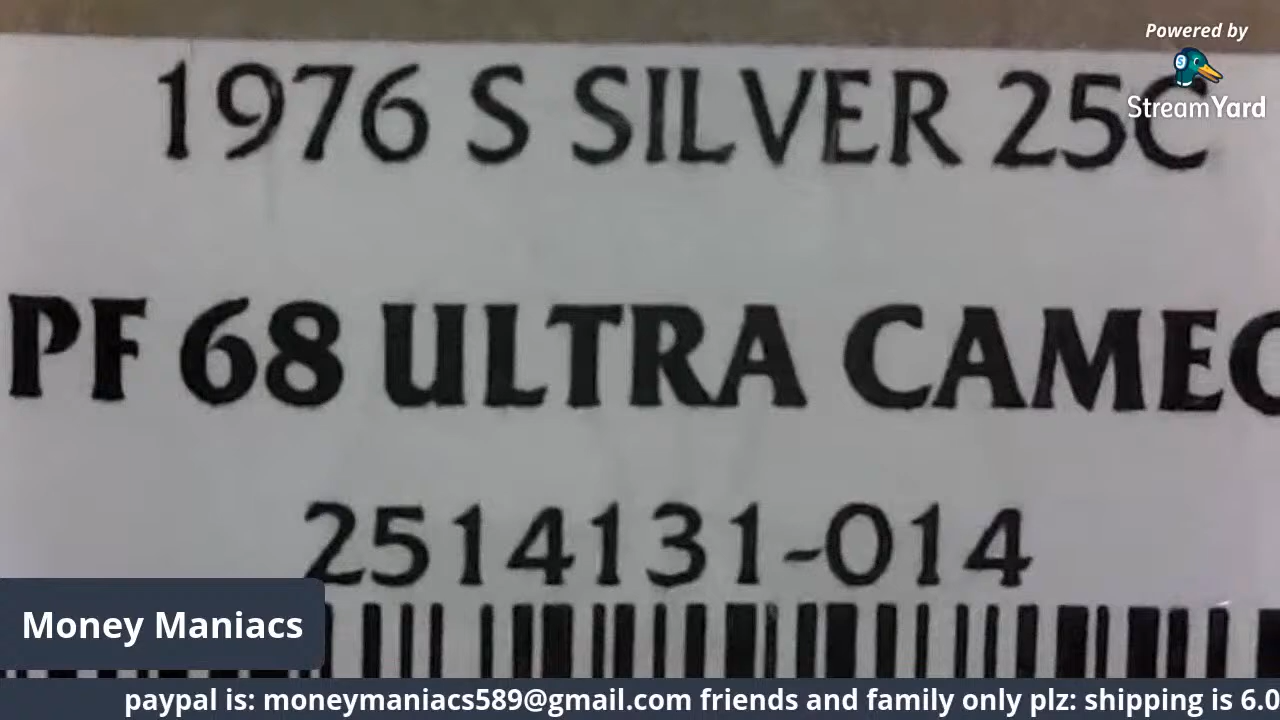 Powered by
StreamYard
1976 S SILVER 25C
PF 68 ULTRA CAMEO
2514131-014
Money Maniacs
paypal is: moneymaniacs589@gmail.com friends and family only plz: shipping is 6.0